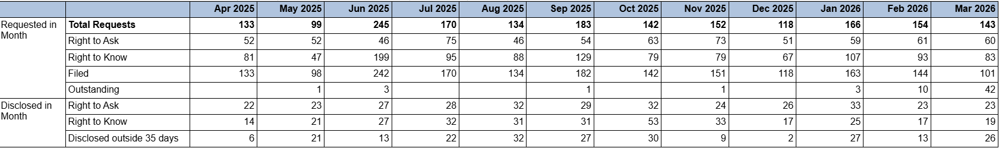 Apr 2025 May 2025 Jun 2025 Jul 2025 Aug 2025 Sep 2025 Oct 2025 Nov 2025 Dec 2025 Jan 2026 Feb 2026 Mar 2026
Requested in Month Total Requests 133 99 245 170 134 183 142 152 118 166 154 143
Right to Ask 52 52 46 75 46 54 63 73 51 59 61 60
Right to Know 81 47 199 95 88 129 79 79 67 107 93 83
Filed 133 98 242 170 134 182 142 151 118 163 144 101
Outstanding 1 3 1 1 3 10 42
Disclosed in Month Right to Ask 22 23 27 28 32 29 32 24 26 33 23 23
Right to Know 14 21 27 32 31 31 53 33 17 25 17 19
Disclosed outside 35 days 6 21 13 22 32 27 30 9 2 27 13 26